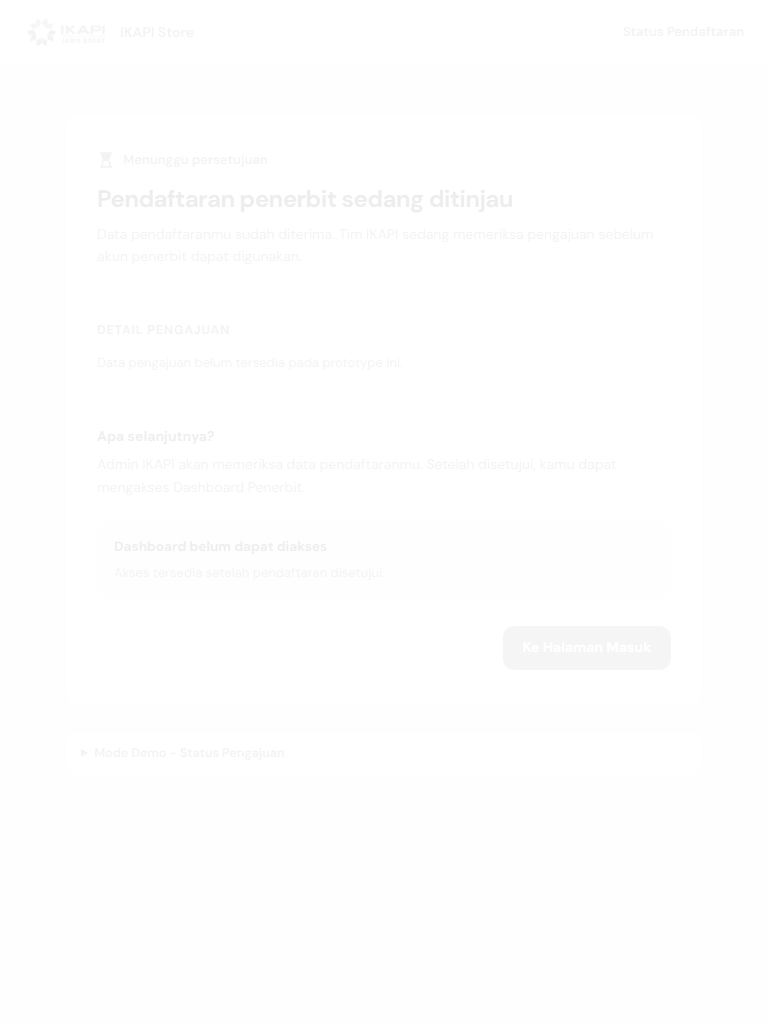 IKAPI
IKAPI Store
Status Pendaftaran
Menunggu persetujuan
Pendaftaran penerbit sedang ditinjau
Data pendaftaranmu sudah diterima. Tim IKAPI sedang memeriksa pengajuan sebelum
akun penerbit dapat digunakan.
DETAIL PENGAJUAN
Data pengajuan belum tersedia pada prototype ini.
Apa selanjutnya?
Admin IKAPI akan memeriksa data pendaftaranmu. Setelah disetujui, kamu dapat
mengakses Dashboard Penerbit.
Dashboard belum dapat diakses
Akses tersedia setelah pendaftaran disetujui.
Ke Halaman Masuk
Mode Demo - Status Pengajuan